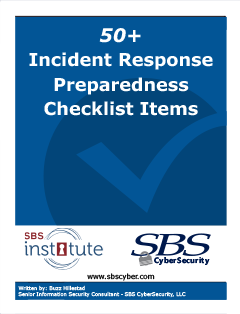 50+
Incident Response
Preparedness
Checklist Items
SBS
institute
SBS
CyberSecurity
www.sbscyber.com
Written by: Buzz Hillestad
Senior Information Security Consultant - SBS CyberSecurity, LLC